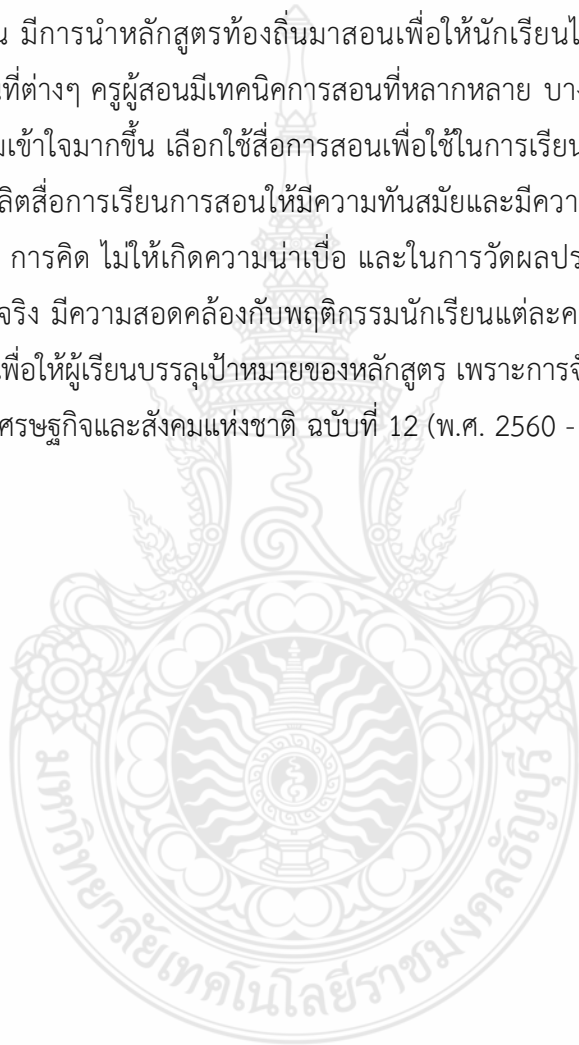 น มีการนำหลักสูตรท้องถิ่นมาสอนเพื่อให้นักเรียนได
นที่ต่างๆ ครูผู้สอนมีเทคนิคการสอนที่หลากหลาย บาง
มเข้าใจมากขึ้น เลือกใช้สื่อการสอนเพื่อใช้ในการเรียน
ลิตสื่อการเรียนการสอนให้มีความทันสมัยและมีควา
การคิด ไม่ให้เกิดความน่าเบื่อ และในการวัดผลประ
จริง มีความสอดคล้องกับพฤติกรรมนักเรียนแต่ละค
พื่อให้ผู้เรียนบรรลุเป้าหมายของหลักสูตร เพราะการจั
ศรษฐกิจและสังคมแห่งชาติ ฉบับที่ 12 (พ.ศ. 2560 -
มหาวิทยาลัยเทคโนโลยีราชมงคลธัญบุรี